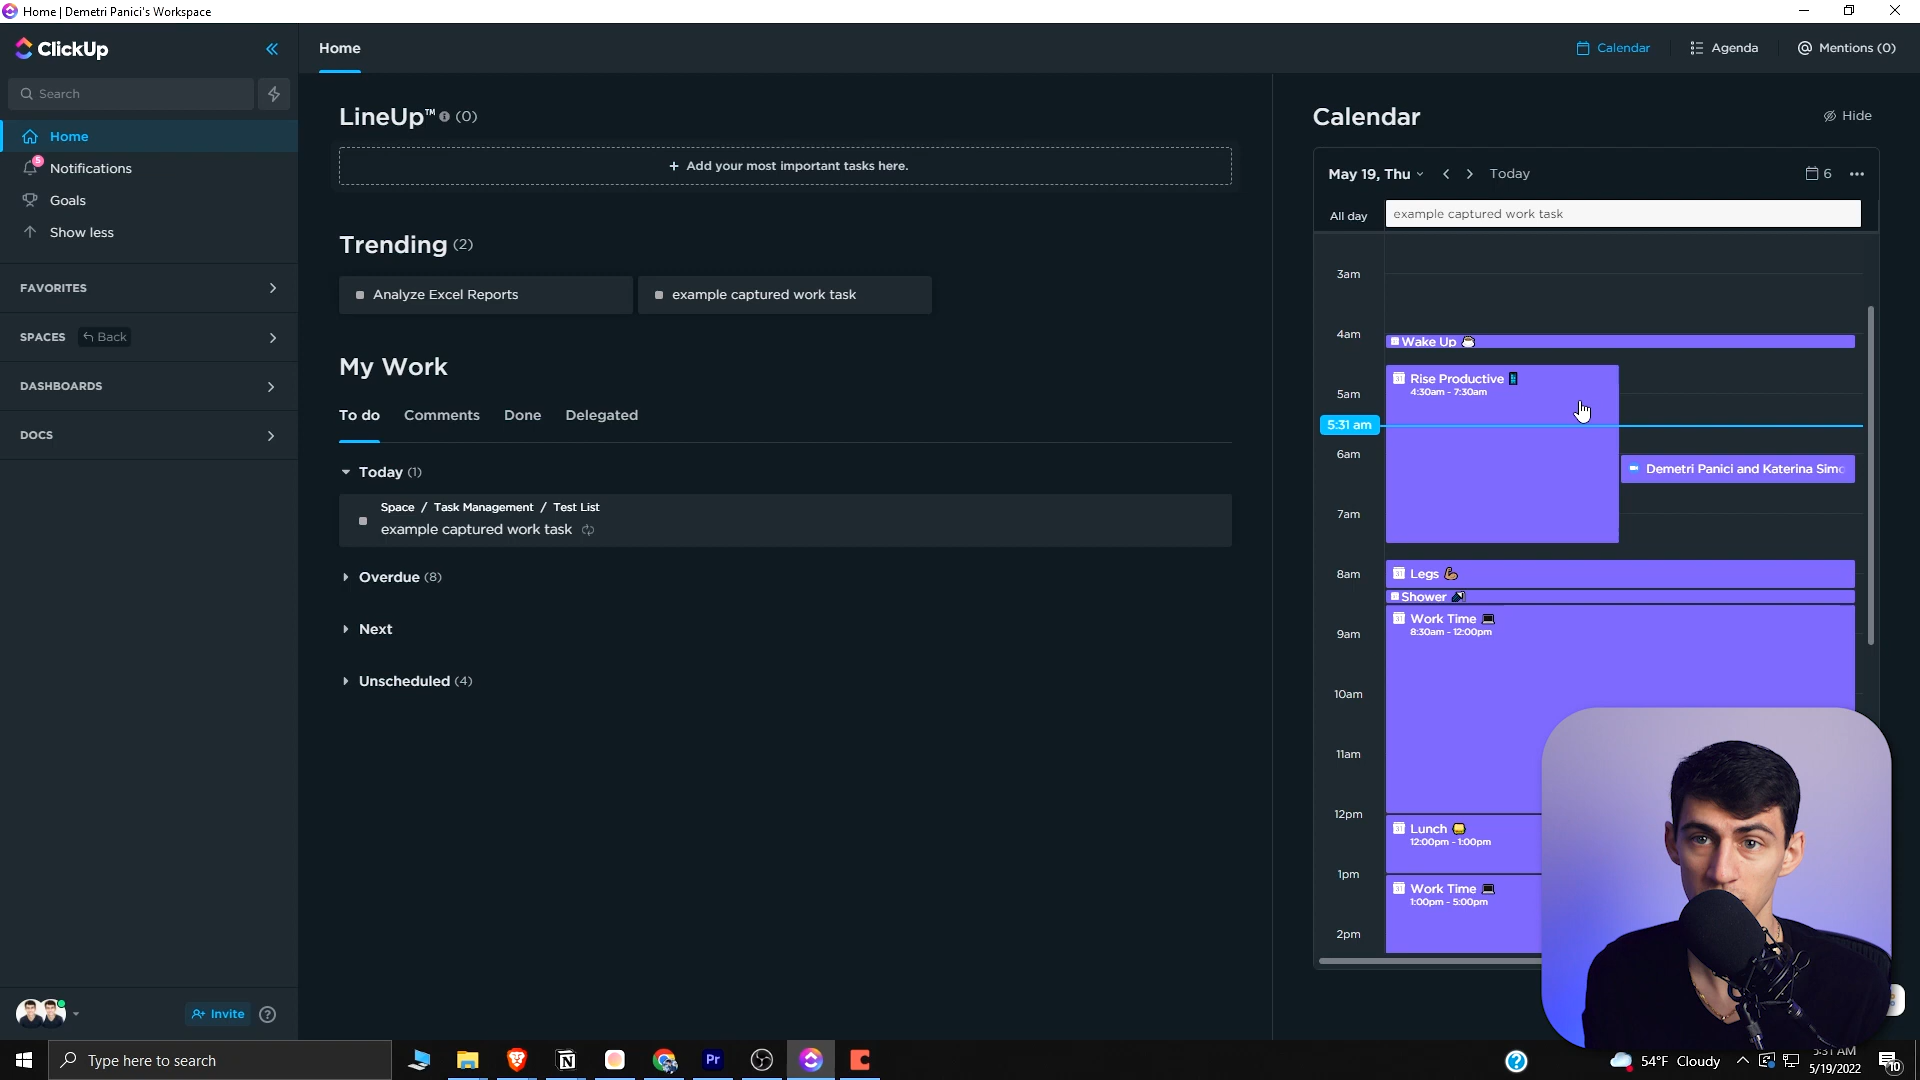 Home | Demetri Panici's Workspace
ClickUp
Home
Calendar
Agenda
Mentions (0)
Search
Home
5
Notifications
Goals
Show less
FAVORITES
SPACES
Back
DASHBOARDS
DOCS
Invite
LineUp™ (0)
+ Add your most important tasks here.
Trending (2)
Analyze Excel Reports
example captured work task
My Work
To do
Comments
Done
Delegated
Today (1)
Space / Task Management / Test List
example captured work task
Overdue (8)
Next
Unscheduled (4)
Calendar
Hide
May 19, Thu
Today
6
All day
example captured work task
3am
4am
Wake Up
Rise Productive
4:30am - 7:30am
5am
5:31 am
6am
Demetri Panici and Katerina Simo
7am
8am
Legs
Shower
Work Time
8:30am - 12:00pm
9am
10am
11am
12pm
Lunch
12:00pm - 1:00pm
1pm
Work Time
1:00pm - 5:00pm
2pm
Type here to search
Pr
54°F Cloudy
5:31 AM
5/19/2022
10